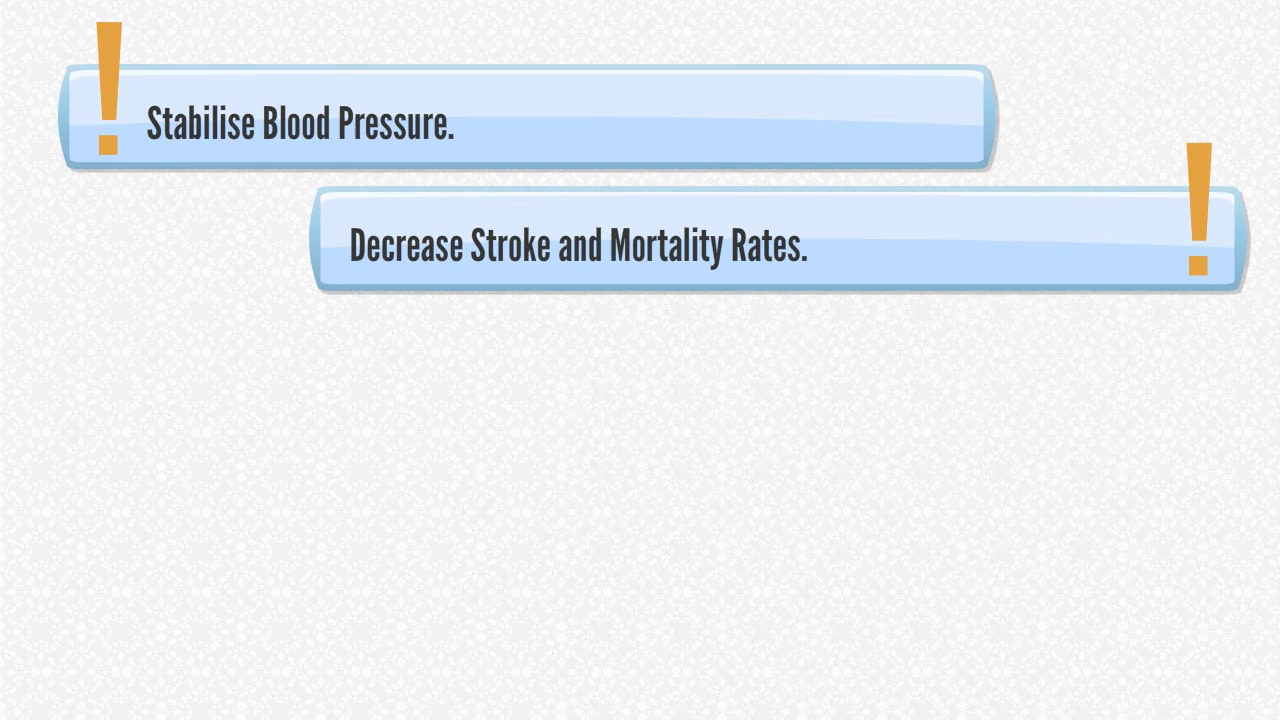 ! Stabilise Blood Pressure.
Decrease Stroke and Mortality Rates. !